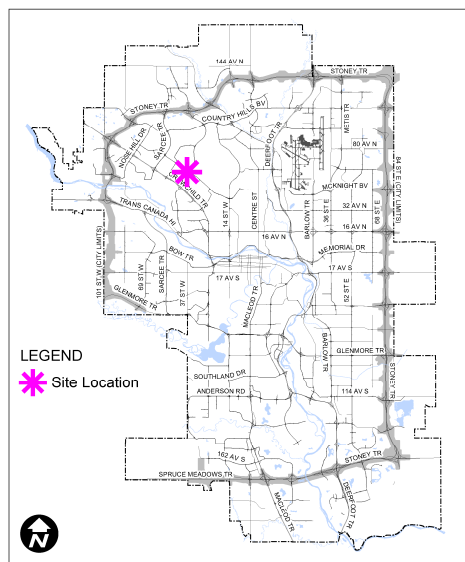 144 AV N
STONEY TR
STONEY TR
COUNTRY HILLS BV
NOSE HILL DR
SARCEE TR
DEERFOOT TR
METIS TR
80 AV N
84 ST E (CITY LIMITS)
CROWCHILD TR
MCKNIGHT BV
TRANS CANADA HI
14 ST W
CENTRE ST
BARLOW TR
36 ST E
32 AV N
68 ST E
16 AV N
16 AV N
MEMORIAL DR
101 ST W (CITY LIMITS)
BOW TR
69 ST W
SARCEE TR
37 ST W
17 AV S
17 AV S
MACLEOD TR
52 ST E
GLENMORE TR
BARLOW TR
GLENMORE TR
LEGEND
Site Location
SOUTHLAND DR
ANDERSON RD
114 AV S
STONEY TR
162 AV S
STONEY TR
SPRUCE MEADOWS TR
MACLEOD TR
DEERFOOT TR
N